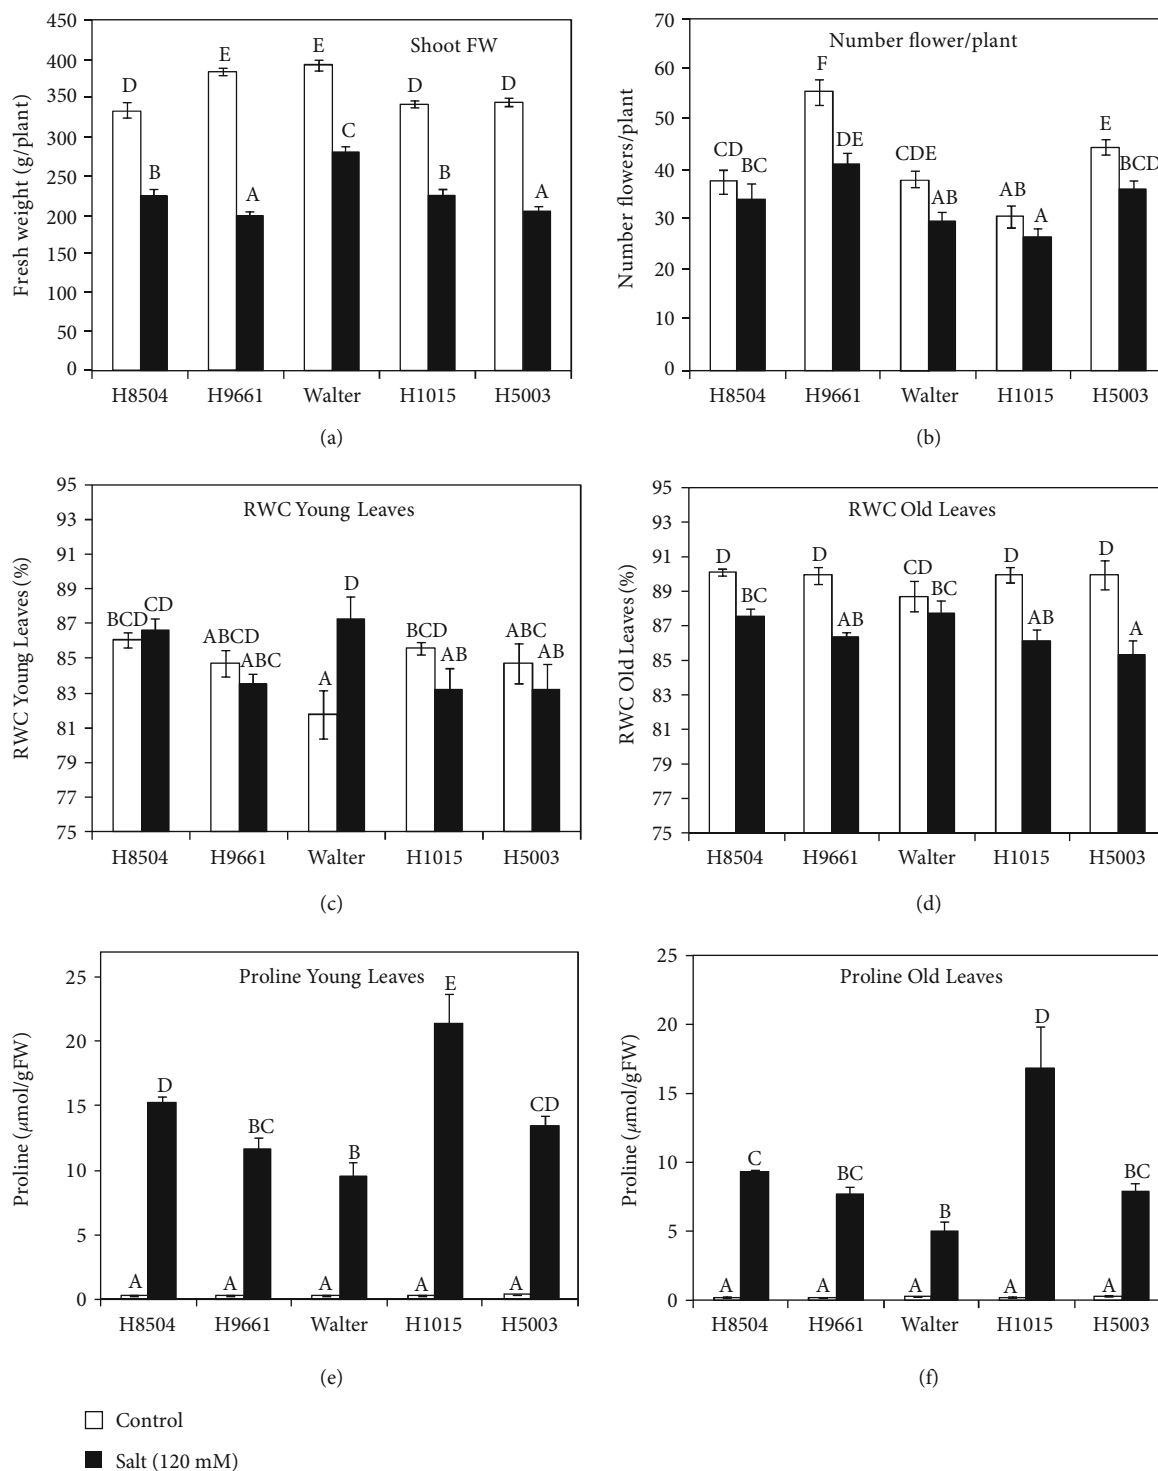 Shoot FW
Fresh weight (g/plant)
450
400
350
300
250
200
150
100
50
0
D
B
E
A
E
C
D
B
D
A
H8504 H9661 Walter H1015 H5003
(a)
Number flower/plant
Number flowers/plant
70
60
50
40
30
20
10
0
CD
BC
F
DE
CDE
AB
AB
A
E
BCD
H8504 H9661 Walter H1015 H5003
(b)
RWC Young Leaves
RWC Young Leaves (%)
95
93
91
89
87
85
83
81
79
77
75
BCD
CD
ABCD
ABC
A
D
BCD
AB
ABC
AB
H8504 H9661 Walter H1015 H5003
(c)
RWC Old Leaves
RWC Old Leaves (%)
95
93
91
89
87
85
83
81
79
77
75
D
BC
D
AB
CD
BC
D
AB
D
A
H8504 H9661 Walter H1015 H5003
(d)
Proline Young Leaves
Proline (μmol/gFW)
25
20
15
10
5
0
A
D
A
BC
A
B
A
E
A
CD
H8504 H9661 Walter H1015 H5003
(e)
Proline Old Leaves
Proline (μmol/gFW)
25
20
15
10
5
0
A
C
A
BC
A
B
A
D
A
BC
H8504 H9661 Walter H1015 H5003
(f)
Control
Salt (120 mM)